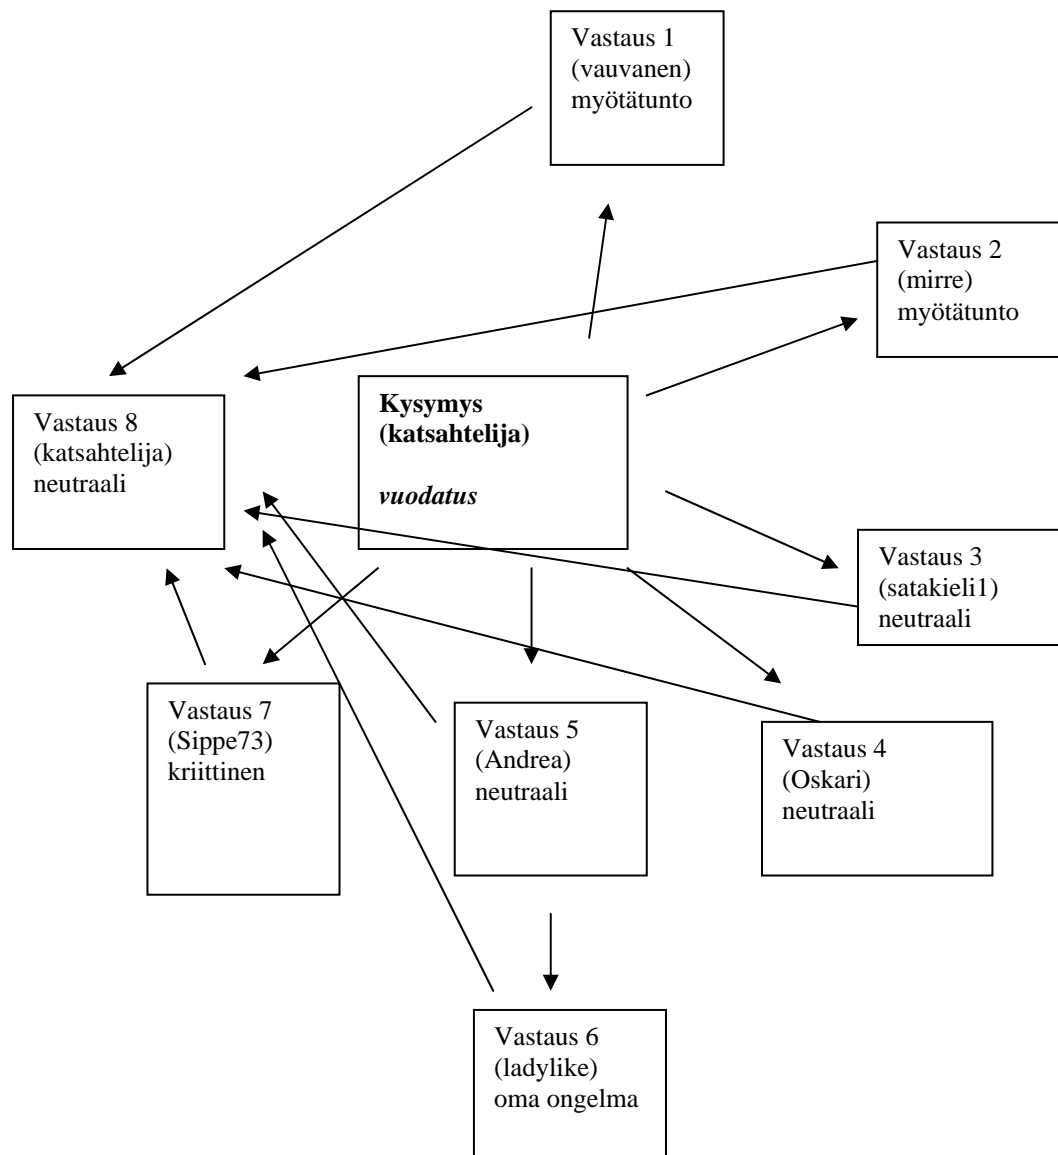 Vastaus 1
(vauvanen)
myötätunto
Vastaus 2
(mirre)
myötätunto
Kysymys
(katsahtelija)
vuodatus
Vastaus 8
(katsahtelija)
neutraali
Vastaus 3
(satakieli1)
neutraali
Vastaus 7
(Sippe73)
kriittinen
Vastaus 5
(Andrea)
neutraali
Vastaus 4
(Oskari)
neutraali
Vastaus 6
(ladylike)
oma ongelma